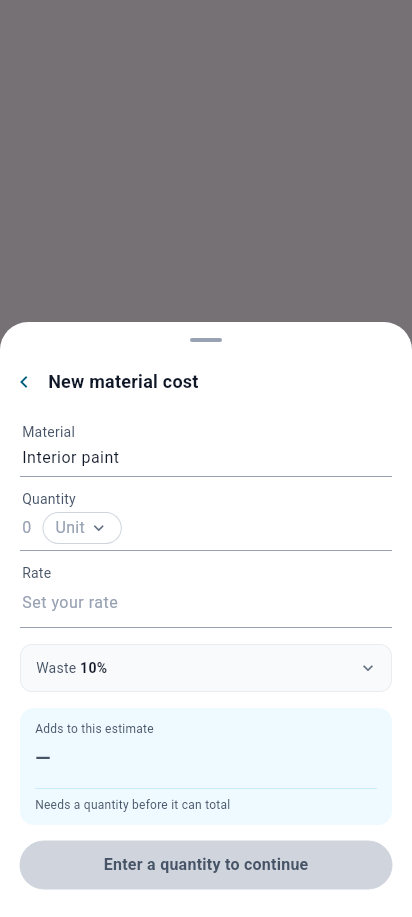 New material cost
Material
Interior paint
Quantity
0 Unit
Rate
Set your rate
Waste 10%
Adds to this estimate
—
Needs a quantity before it can total
Enter a quantity to continue